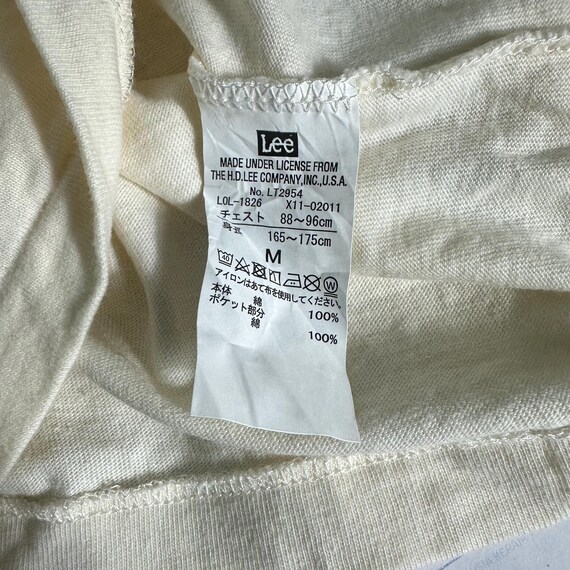 Lee
MADE UNDER LICENSE FROM
THE H.D.LEE COMPANY,INC.,U.S.A.
No. LT2954
LOL-1826 X11-02011
チェスト 88〜96cm
身長 165〜175cm
M
40 W
アイロンはあて布を使用してください。
本体 綿 100%
ポケット部分 綿 100%